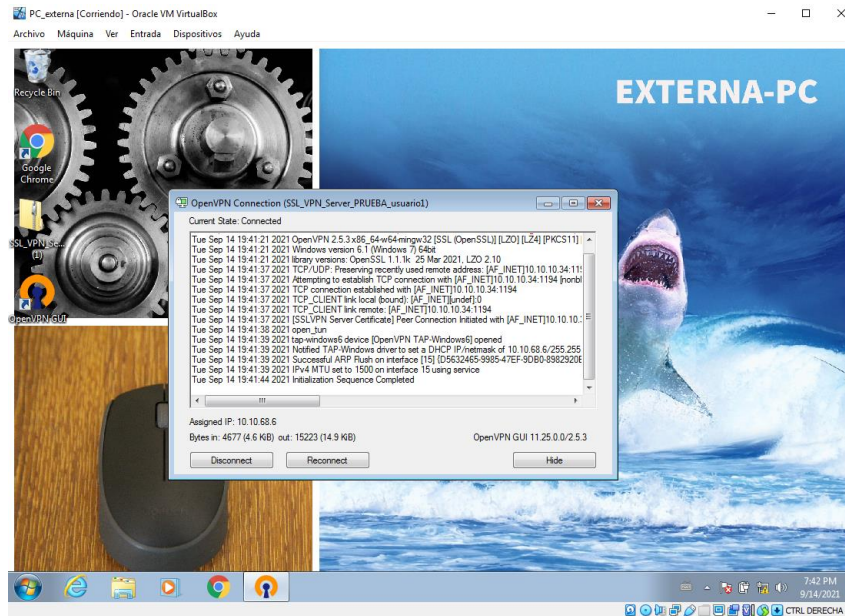 PC_externa [Corriendo] - Oracle VM VirtualBox
Archivo Máquina Ver Entrada Dispositivos Ayuda
Recycle Bin
EXTERNA-PC
Google Chrome
SSL_VPN_Se... (1)
OpenVPN GUI
OpenVPN Connection (SSL_VPN_Server_PRUEBA_usuario1)
Current State: Connected
Tue Sep 14 19:41:21 2021 OpenVPN 2.5.3 x86_64-w64-mingw32 [SSL (OpenSSL)] [LZO] [LZ4] [PKCS11]
Tue Sep 14 19:41:21 2021 Windows version 6.1 (Windows 7) 64bit
Tue Sep 14 19:41:21 2021 library versions: OpenSSL 1.1.1k 25 Mar 2021, LZO 2.10
Tue Sep 14 19:41:37 2021 TCP/UDP: Preserving recently used remote address: [AF_INET]10.10.10.34:11
Tue Sep 14 19:41:37 2021 Attempting to establish TCP connection with [AF_INET]10.10.10.34:1194 [nonbl
Tue Sep 14 19:41:37 2021 TCP connection established with [AF_INET]10.10.10.34:1194
Tue Sep 14 19:41:37 2021 TCP_CLIENT link local (bound): [AF_INET][undef]:0
Tue Sep 14 19:41:37 2021 TCP_CLIENT link remote: [AF_INET]10.10.10.34:1194
Tue Sep 14 19:41:37 2021 [SSLVPN Server Certificate] Peer Connection Initiated with [AF_INET]10.10.10.
Tue Sep 14 19:41:38 2021 open_tun
Tue Sep 14 19:41:39 2021 tap-windows6 device [OpenVPN TAP-Windows6] opened
Tue Sep 14 19:41:39 2021 Notified TAP-Windows driver to set a DHCP IP/netmask of 10.10.68.6/255.255
Tue Sep 14 19:41:39 2021 Successful ARP Flush on interface [15] {D5632465-9985-47EF-9DB0-8982920E
Tue Sep 14 19:41:39 2021 IPv4 MTU set to 1500 on interface 15 using service
Tue Sep 14 19:41:44 2021 Initialization Sequence Completed
Assigned IP: 10.10.68.6
Bytes in: 4677 (4.6 KiB) out: 15223 (14.9 KiB) OpenVPN GUI 11.25.0.0/2.5.3
Disconnect Reconnect Hide
7:42 PM
9/14/2021
CTRL DERECHA